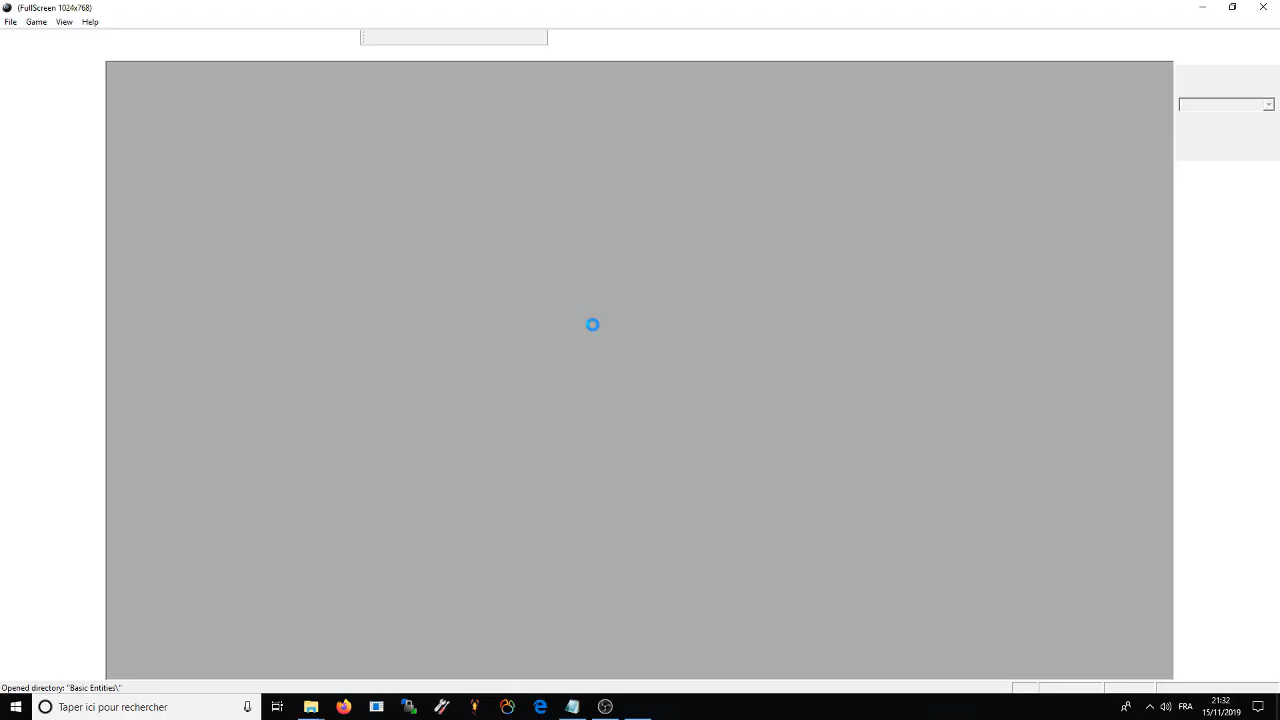 (FullScreen 1024x768)
File Game View Help
Opened directory: "Basic Entities\"
Taper ici pour rechercher
FRA
21:32
15/11/2019